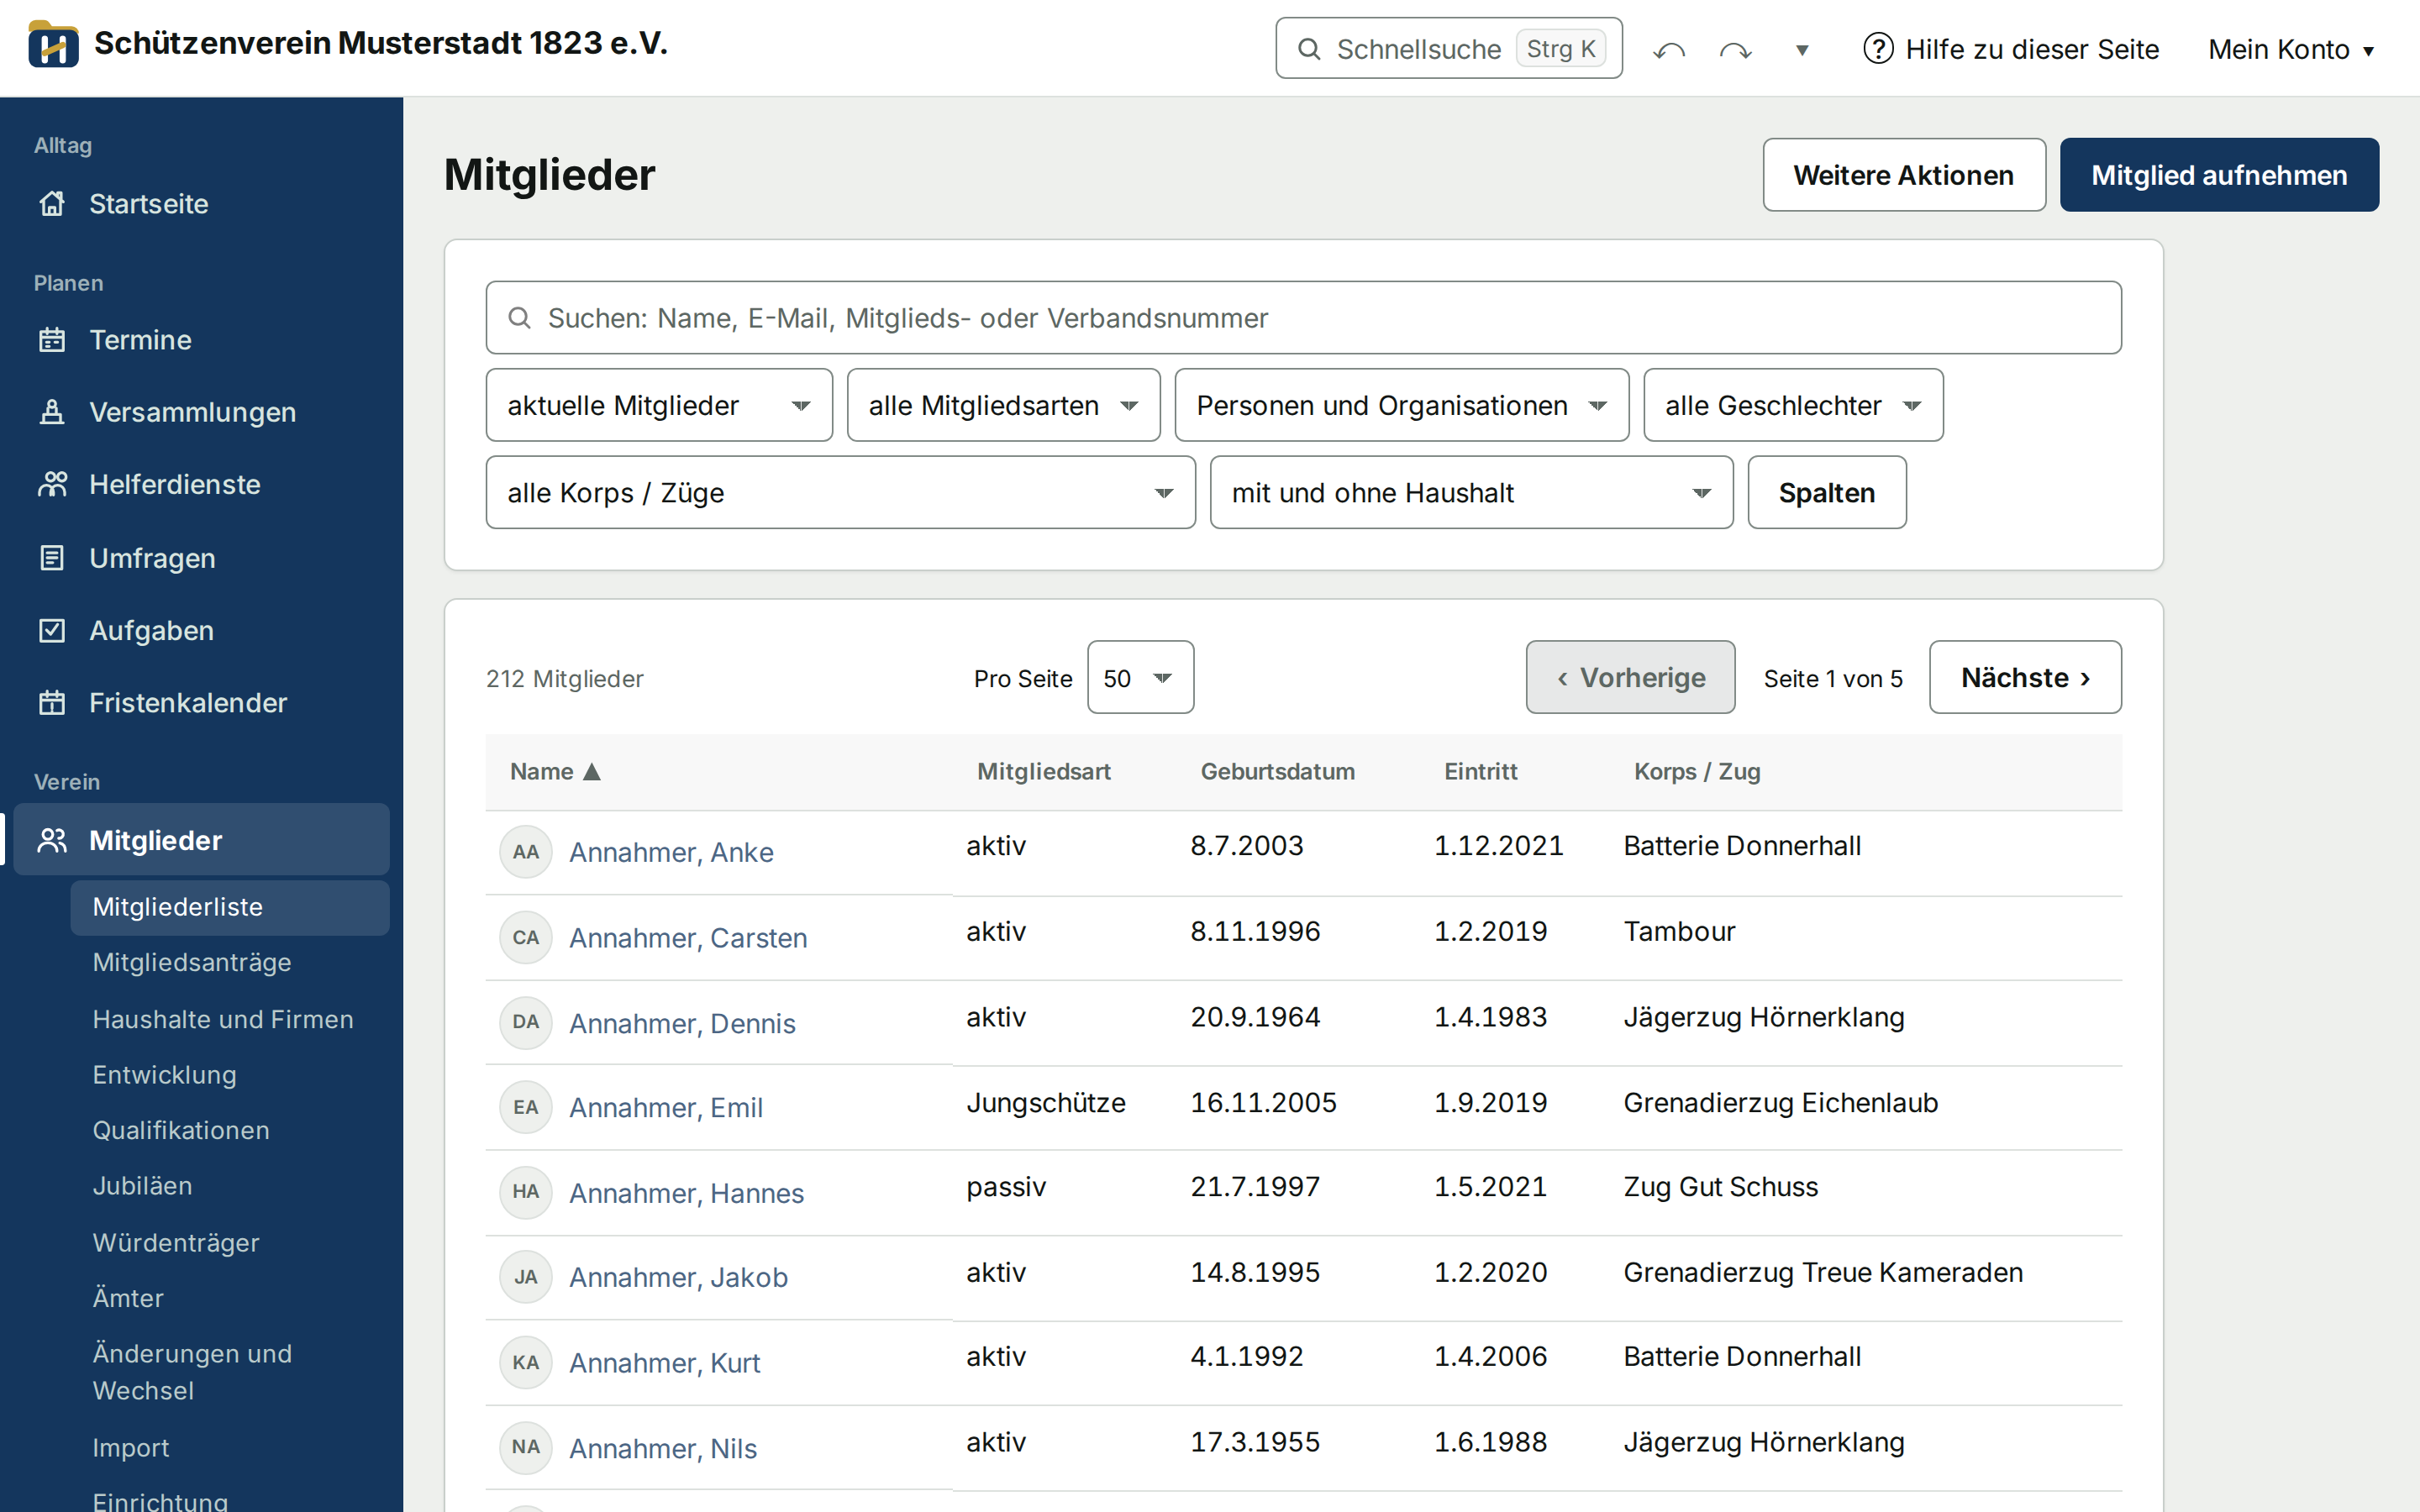 Schützenverein Musterstadt 1823 e.V.
Schnellsuche Strg K
Hilfe zu dieser Seite
Mein Konto ▾
Alltag
Startseite
Planen
Termine
Versammlungen
Helferdienste
Umfragen
Aufgaben
Fristenkalender
Verein
Mitglieder
Mitgliederliste
Mitgliedsanträge
Haushalte und Firmen
Entwicklung
Qualifikationen
Jubiläen
Würdenträger
Ämter
Änderungen und
Wechsel
Import
Einrichtung
Mitglieder
Weitere Aktionen
Mitglied aufnehmen
Suchen: Name, E-Mail, Mitglieds- oder Verbandsnummer
aktuelle Mitglieder alle Mitgliedsarten Personen und Organisationen alle Geschlechter
alle Korps / Züge mit und ohne Haushalt Spalten
212 Mitglieder Pro Seite 50 ‹ Vorherige Seite 1 von 5 Nächste ›
Name ▲ Mitgliedsart Geburtsdatum Eintritt Korps / Zug
AA Annahmer, Anke aktiv 8.7.2003 1.12.2021 Batterie Donnerhall
CA Annahmer, Carsten aktiv 8.11.1996 1.2.2019 Tambour
DA Annahmer, Dennis aktiv 20.9.1964 1.4.1983 Jägerzug Hörnerklang
EA Annahmer, Emil Jungschütze 16.11.2005 1.9.2019 Grenadierzug Eichenlaub
HA Annahmer, Hannes passiv 21.7.1997 1.5.2021 Zug Gut Schuss
JA Annahmer, Jakob aktiv 14.8.1995 1.2.2020 Grenadierzug Treue Kameraden
KA Annahmer, Kurt aktiv 4.1.1992 1.4.2006 Batterie Donnerhall
NA Annahmer, Nils aktiv 17.3.1955 1.6.1988 Jägerzug Hörnerklang